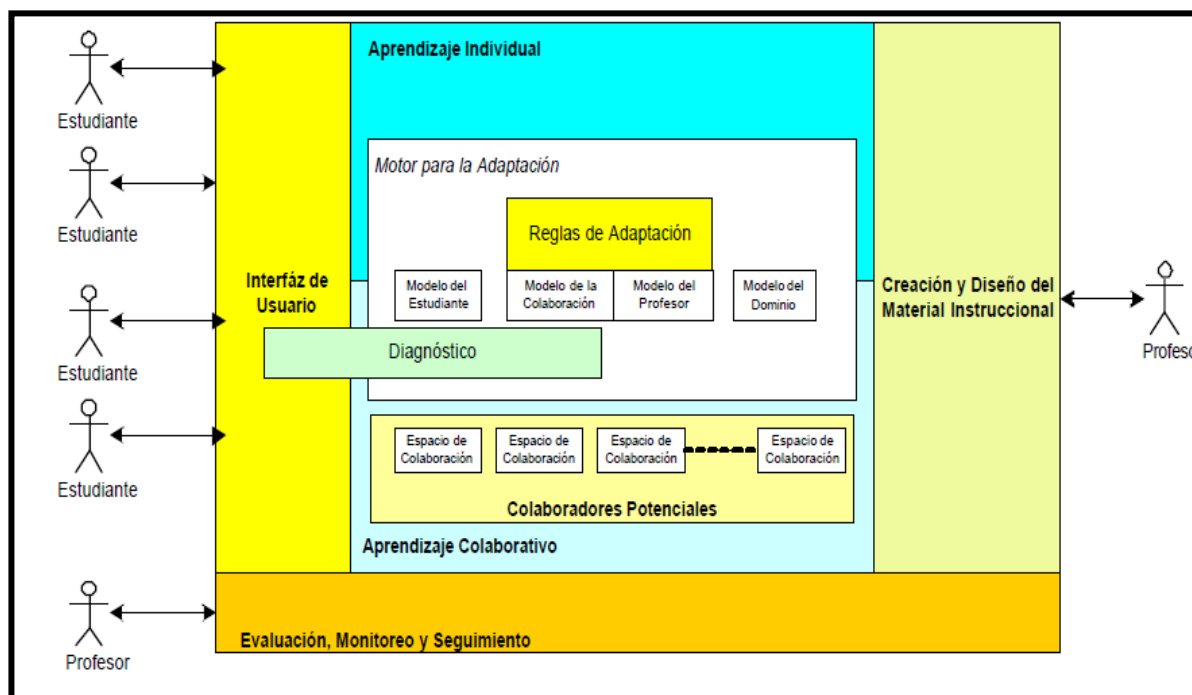 Estudiante
Estudiante
Estudiante
Estudiante
Profesor
Interfáz de
Usuario
Aprendizaje Individual
Motor para la Adaptación
Reglas de Adaptación
Modelo del
Estudiante
Modelo de la
Colaboración
Modelo del
Profesor
Modelo del
Dominio
Diagnóstico
Espacio de
Colaboración
Espacio de
Colaboración
Espacio de
Colaboración
Espacio de
Colaboración
Colaboradores Potenciales
Aprendizaje Colaborativo
Creación y Diseño del
Material Instruccional
Profesor
Evaluación, Monitoreo y Seguimiento